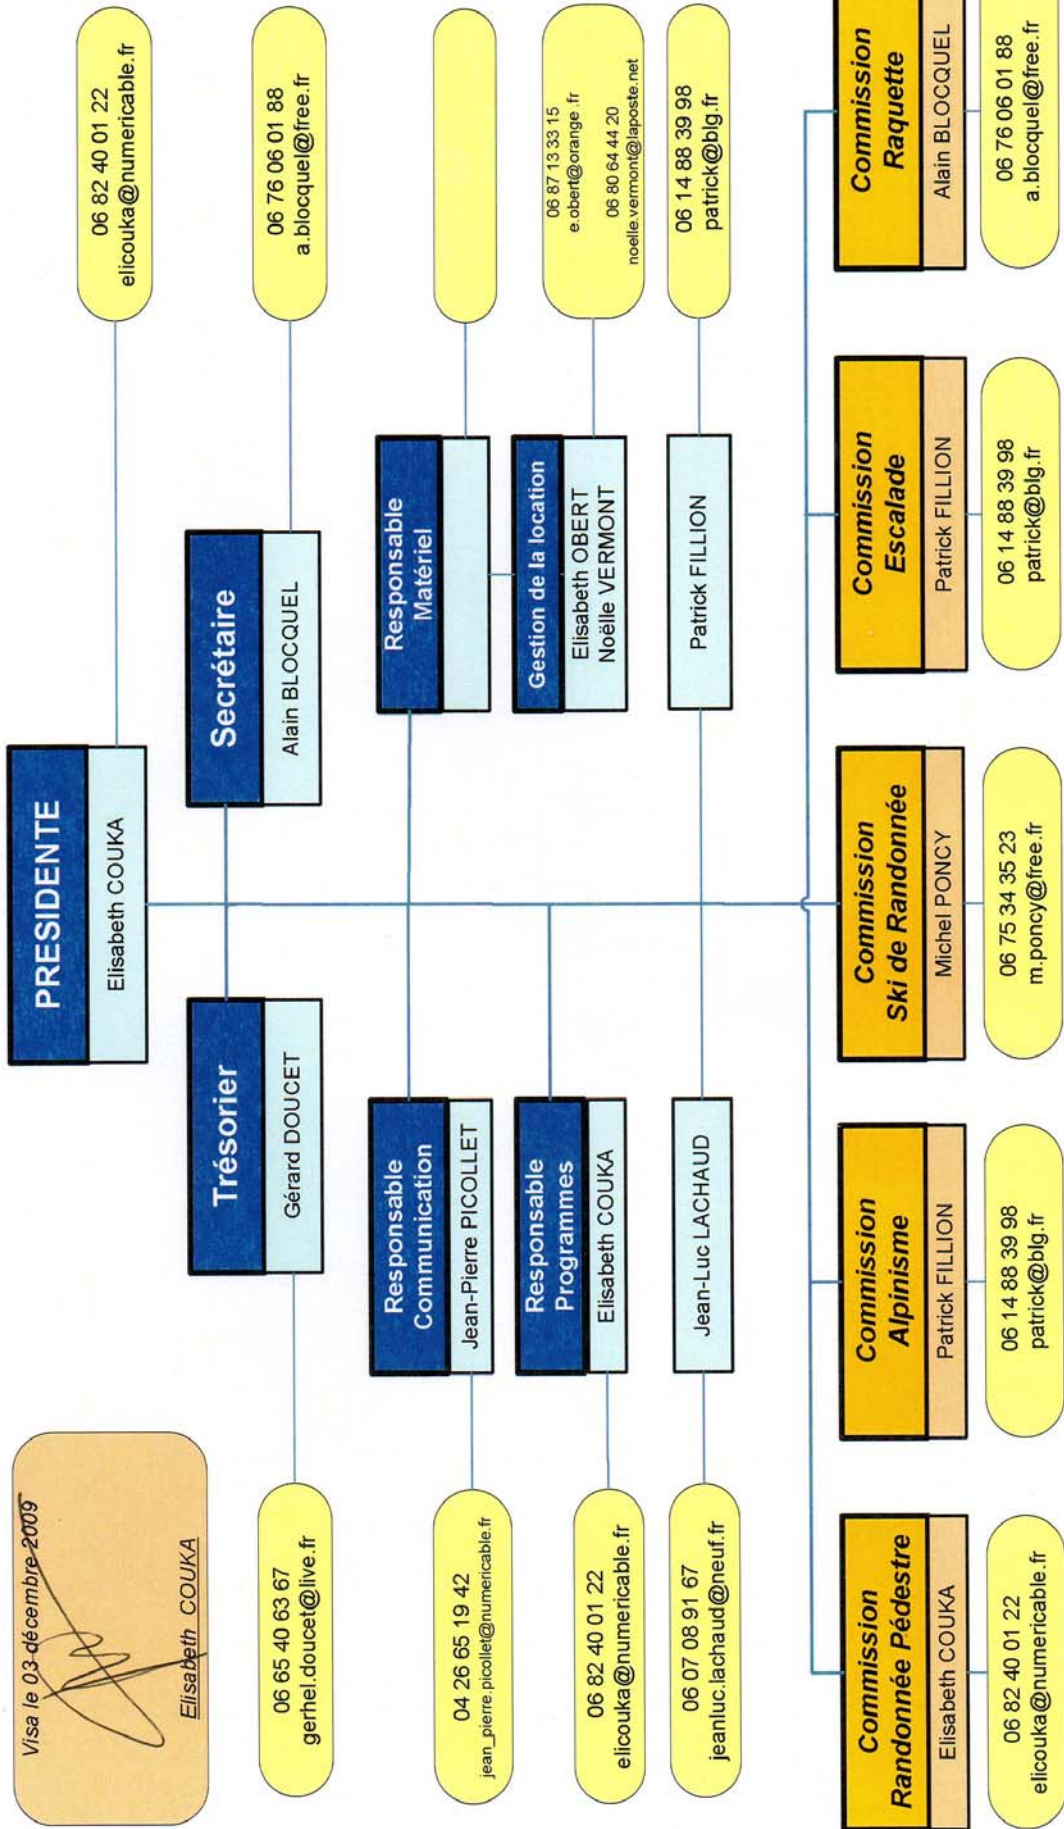 Visa le 03 décembre 2009
Elisabeth COUKA
PRESIDENTE
Elisabeth COUKA
06 82 40 01 22
elicouka@numericable.fr
Trésorier
Gérard DOUCET
06 65 40 63 67
gerhel.doucet@live.fr
Secrétaire
Alain BLOCQUEL
06 76 06 01 88
a.blocquel@free.fr
Responsable
Communication
Jean-Pierre PICOLLET
04 26 65 19 42
jean_pierre.picollet@numericable.fr
Responsable
Matériel
Responsable
Programmes
Elisabeth COUKA
06 82 40 01 22
elicouka@numericable.fr
Gestion de la location
Elisabeth OBERT
Noëlle VERMONT
06 87 13 33 15
e.obert@orange .fr
06 80 64 44 20
noelle.vermont@laposte.net
Jean-Luc LACHAUD
06 07 08 91 67
jeanluc.lachaud@neuf.fr
Patrick FILLION
06 14 88 39 98
patrick@blg.fr
Commission
Randonnée Pédestre
Elisabeth COUKA
06 82 40 01 22
elicouka@numericable.fr
Commission
Alpinisme
Patrick FILLION
06 14 88 39 98
patrick@blg.fr
Commission
Ski de Randonnée
Michel PONCY
06 75 34 35 23
m.poncy@free.fr
Commission
Escalade
Patrick FILLION
06 14 88 39 98
patrick@blg.fr
Commission
Raquette
Alain BLOCQUEL
06 76 06 01 88
a.blocquel@free.fr